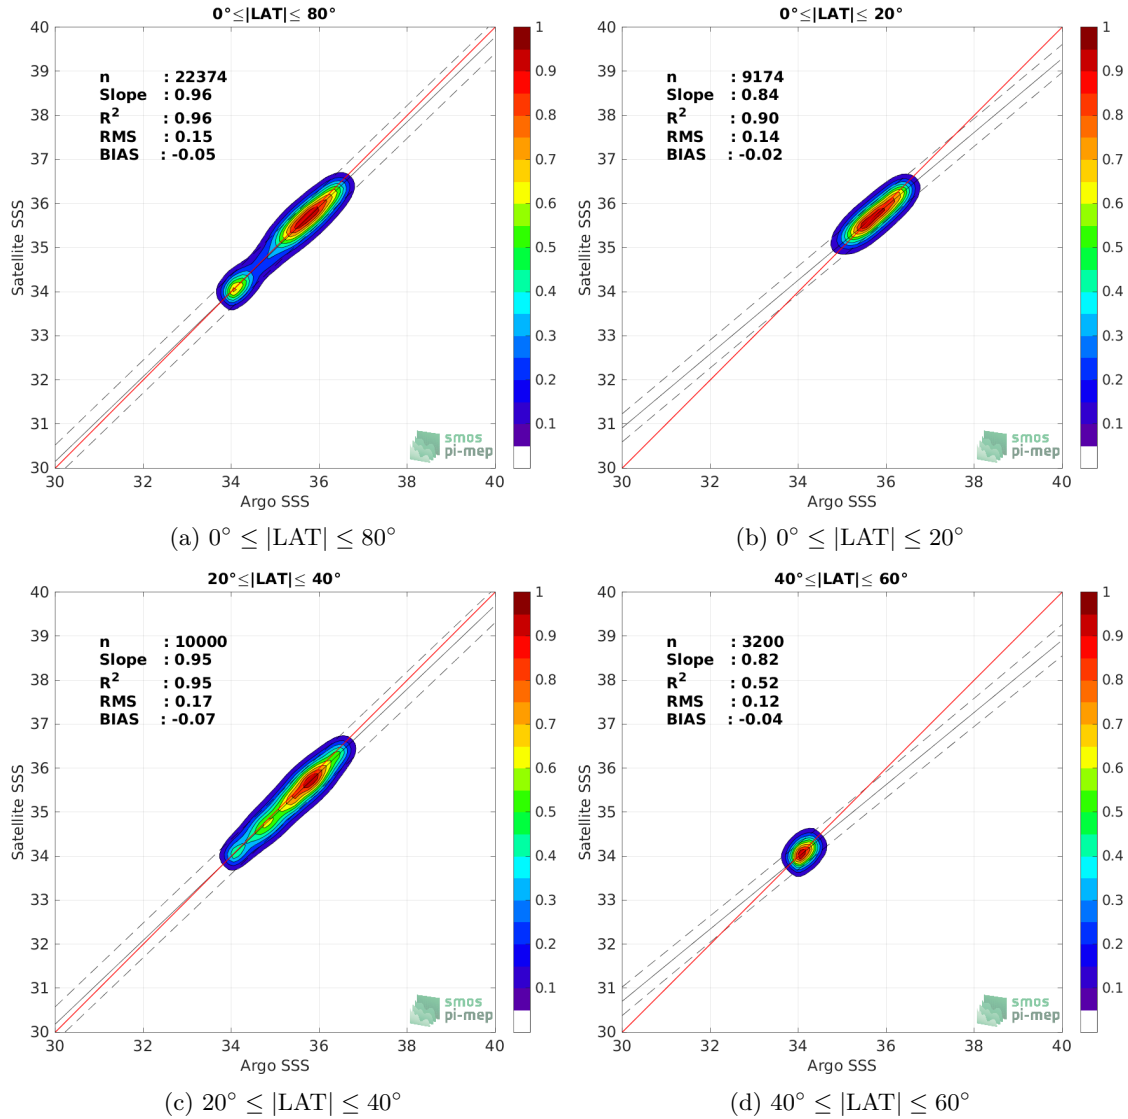 0°≤|LAT|≤ 80°
n : 22374
Slope : 0.96
R² : 0.96
RMS : 0.15
BIAS : -0.05
40
39
38
37
36
35
34
33
32
31
30
30 32 34 36 38 40
Satellite SSS
Argo SSS
1
0.9
0.8
0.7
0.6
0.5
0.4
0.3
0.2
0.1
smos
pi-mep
(a) 0° ≤ |LAT| ≤ 80°
0°≤|LAT|≤ 20°
n : 9174
Slope : 0.84
R² : 0.90
RMS : 0.14
BIAS : -0.02
40
39
38
37
36
35
34
33
32
31
30
30 32 34 36 38 40
Satellite SSS
Argo SSS
1
0.9
0.8
0.7
0.6
0.5
0.4
0.3
0.2
0.1
smos
pi-mep
(b) 0° ≤ |LAT| ≤ 20°
20°≤|LAT|≤ 40°
n : 10000
Slope : 0.95
R² : 0.95
RMS : 0.17
BIAS : -0.07
40
39
38
37
36
35
34
33
32
31
30
30 32 34 36 38 40
Satellite SSS
Argo SSS
1
0.9
0.8
0.7
0.6
0.5
0.4
0.3
0.2
0.1
smos
pi-mep
(c) 20° ≤ |LAT| ≤ 40°
40°≤|LAT|≤ 60°
n : 3200
Slope : 0.82
R² : 0.52
RMS : 0.12
BIAS : -0.04
40
39
38
37
36
35
34
33
32
31
30
30 32 34 36 38 40
Satellite SSS
Argo SSS
1
0.9
0.8
0.7
0.6
0.5
0.4
0.3
0.2
0.1
smos
pi-mep
(d) 40° ≤ |LAT| ≤ 60°